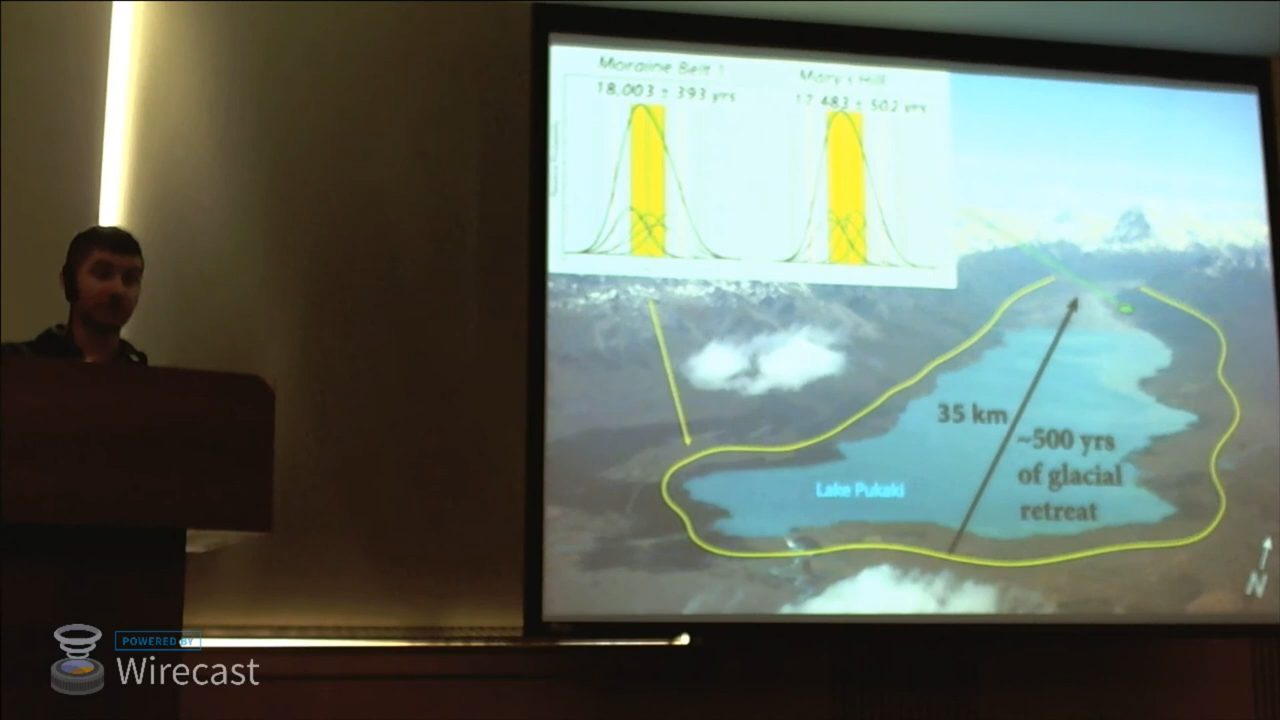 Moraine Belt 1
18.003 ± 393 yrs
Mary's Hill
17.483 ± 502 yrs
35 km
~500 yrs
of glacial
retreat
Lake Pukaki
N
POWERED BY
Wirecast